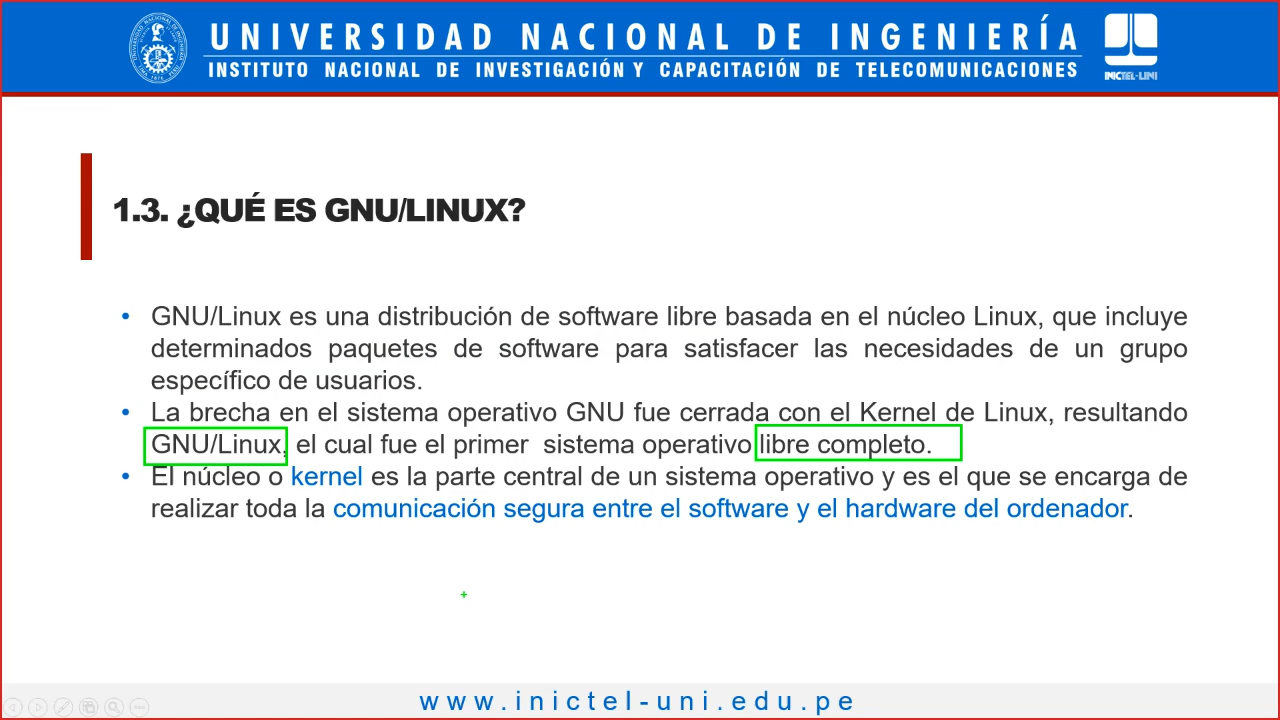 UNIVERSIDAD NACIONAL DE INGENIERÍA
INSTITUTO NACIONAL DE INVESTIGACIÓN Y CAPACITACIÓN DE TELECOMUNICACIONES
INICTEL-UNI
1.3. ¿QUÉ ES GNU/LINUX?
• GNU/Linux es una distribución de software libre basada en el núcleo Linux, que incluye
determinados paquetes de software para satisfacer las necesidades de un grupo
específico de usuarios.
• La brecha en el sistema operativo GNU fue cerrada con el Kernel de Linux, resultando
GNU/Linux, el cual fue el primer sistema operativo libre completo.
• El núcleo o kernel es la parte central de un sistema operativo y es el que se encarga de
realizar toda la comunicación segura entre el software y el hardware del ordenador.
www.inictel-uni.edu.pe